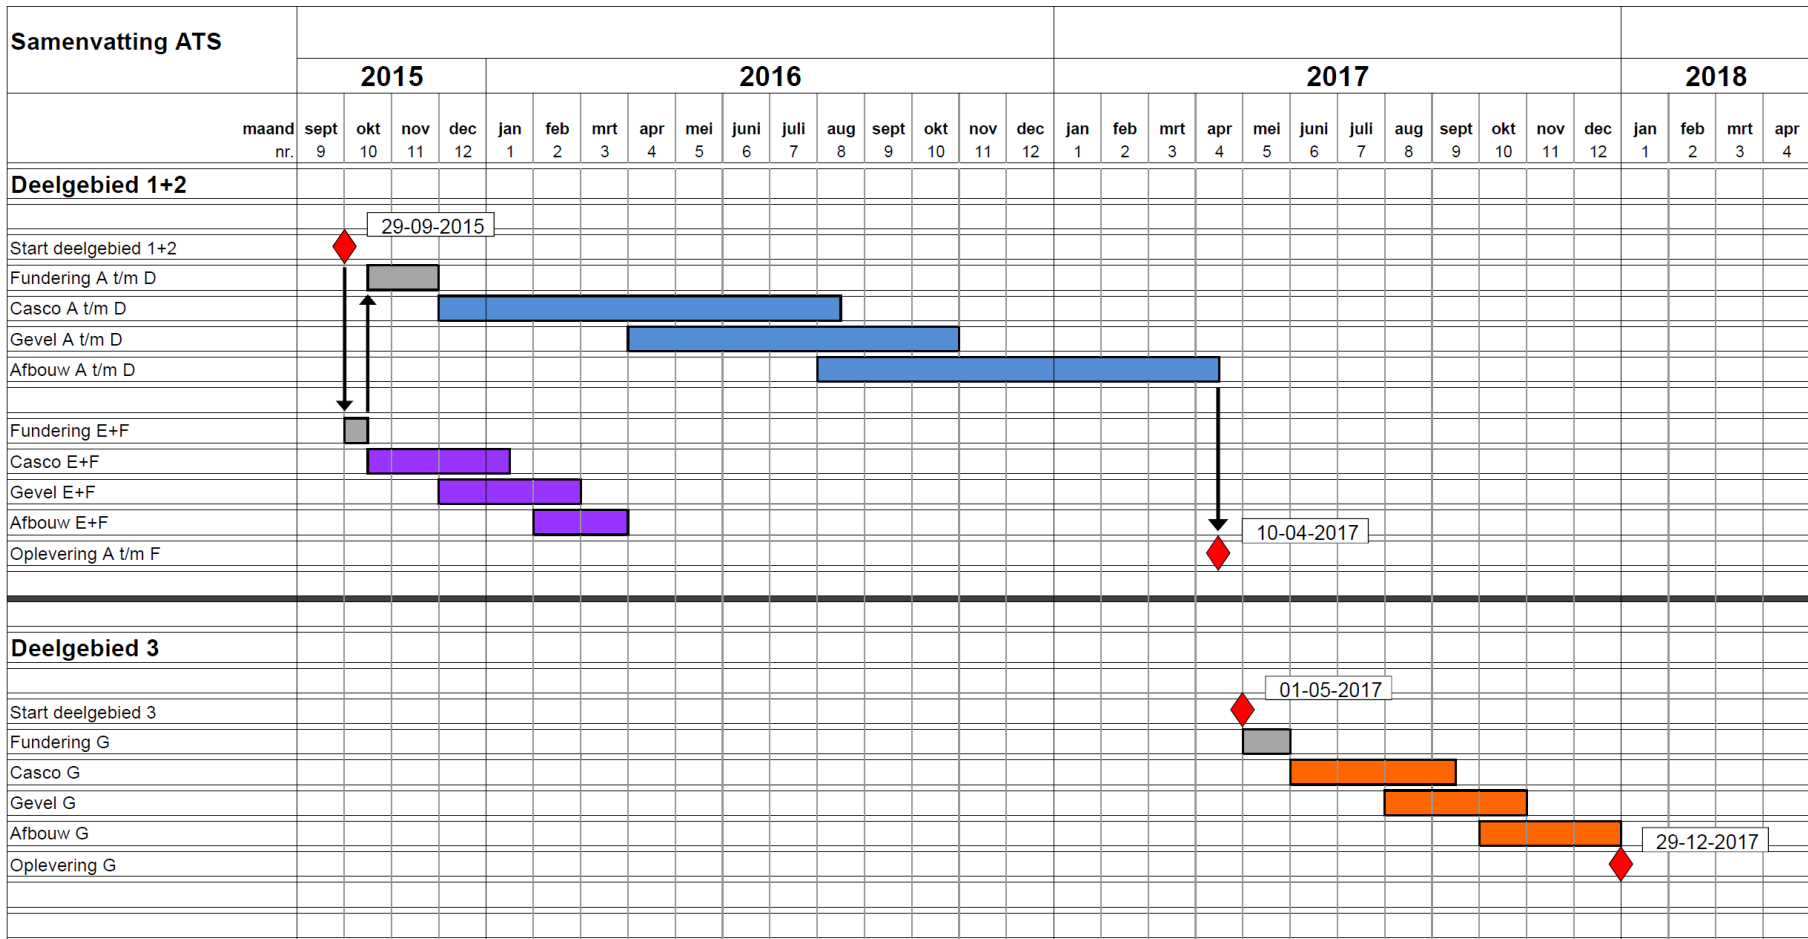 Samenvatting ATS
2015 2016 2017 2018
maand sept okt nov dec jan feb mrt apr mei juni juli aug sept okt nov dec jan feb mrt apr mei juni juli aug sept okt nov dec jan feb mrt apr
nr. 9 10 11 12 1 2 3 4 5 6 7 8 9 10 11 12 1 2 3 4 5 6 7 8 9 10 11 12 1 2 3 4
Deelgebied 1+2
29-09-2015
Start deelgebied 1+2
Fundering A t/m D
Casco A t/m D
Gevel A t/m D
Afbouw A t/m D
Fundering E+F
Casco E+F
Gevel E+F
Afbouw E+F
10-04-2017
Oplevering A t/m F
Deelgebied 3
01-05-2017
Start deelgebied 3
Fundering G
Casco G
Gevel G
Afbouw G
29-12-2017
Oplevering G